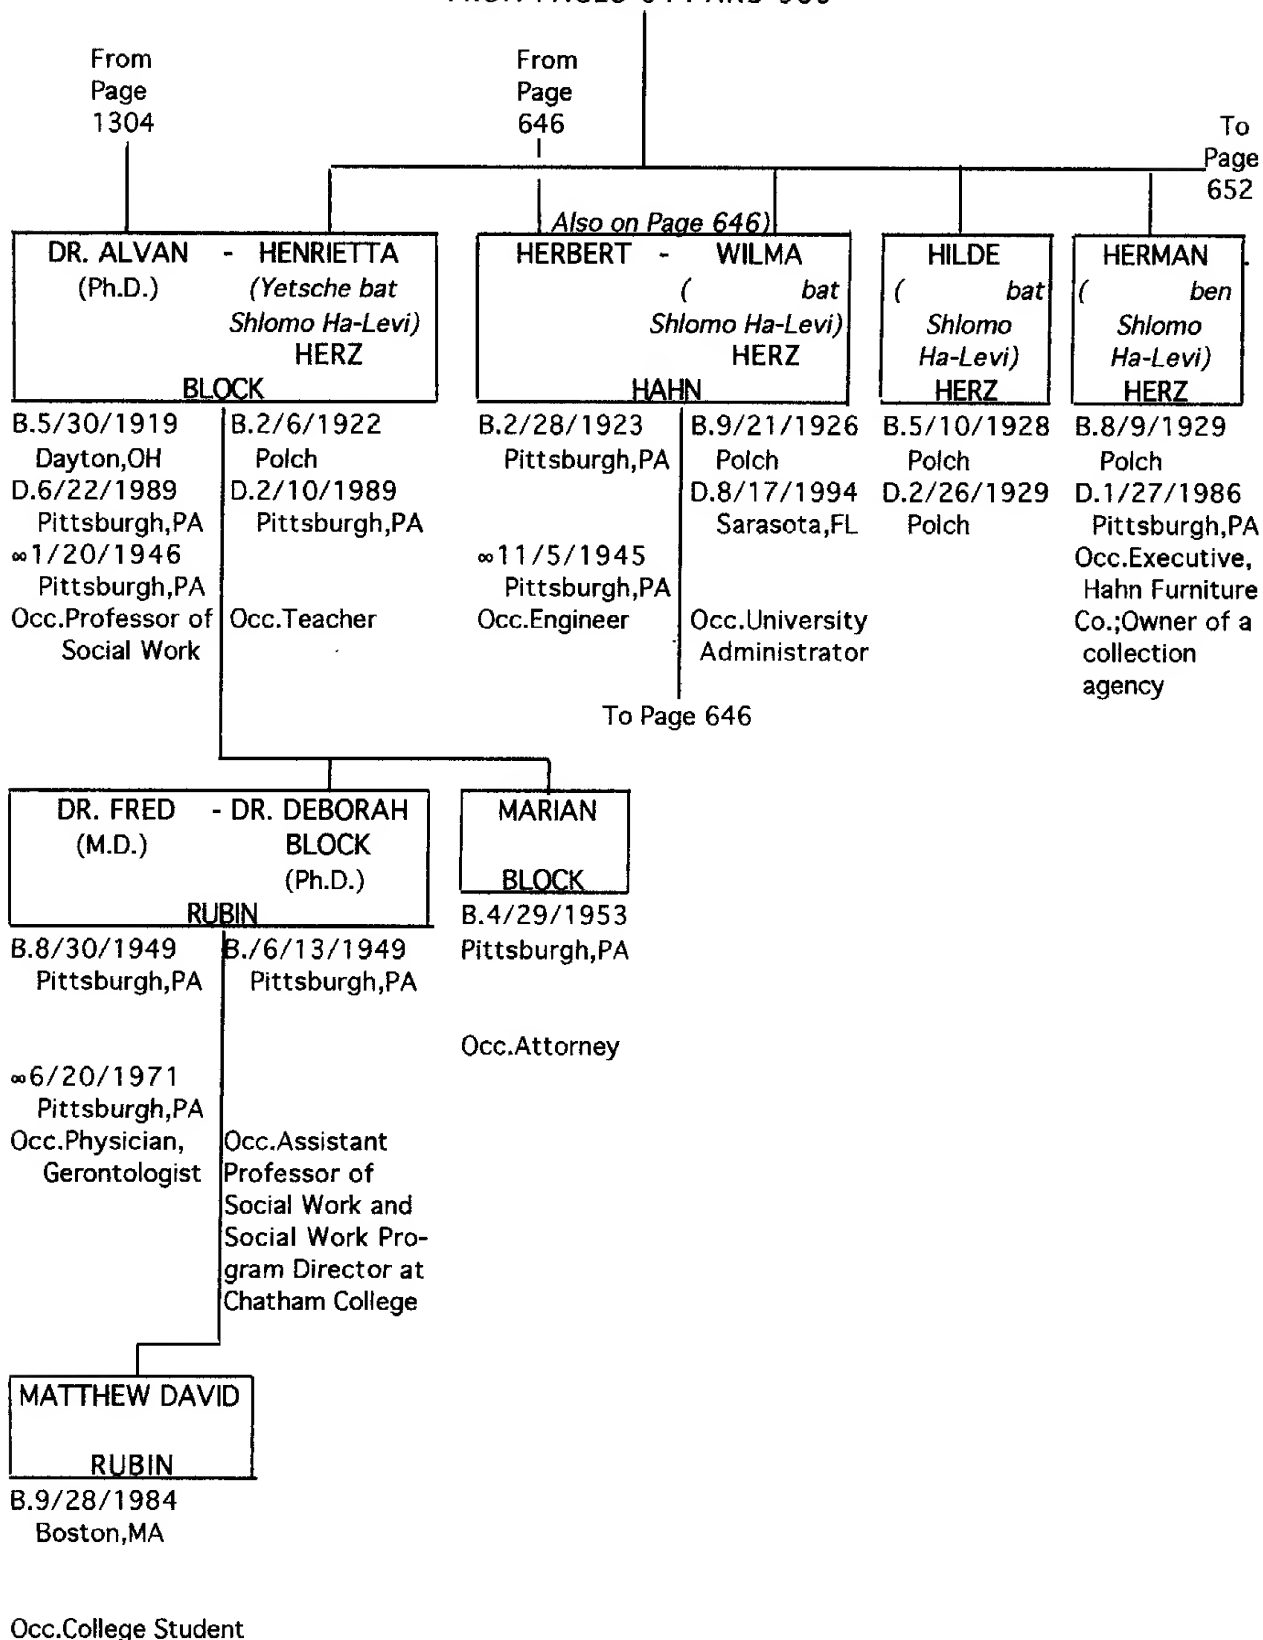 From
Page
1304
From
Page
646
To
Page
652
Also on Page 646)
DR. ALVAN - HENRIETTA
(Ph.D.) (Yetsche bat
Shlomo Ha-Levi)
HERZ
BLOCK
B.5/30/1919
Dayton,OH
D.6/22/1989
Pittsburgh,PA
∞1/20/1946
Pittsburgh,PA
Occ.Professor of
Social Work
B.2/6/1922
Polch
D.2/10/1989
Pittsburgh,PA
Occ.Teacher
HERBERT - WILMA
( bat
Shlomo Ha-Levi)
HERZ
HAHN
B.2/28/1923
Pittsburgh,PA
∞11/5/1945
Pittsburgh,PA
Occ.Engineer
B.9/21/1926
Polch
D.8/17/1994
Sarasota,FL
Occ.University
Administrator
To Page 646
HILDE
( bat
Shlomo
Ha-Levi)
HERZ
B.5/10/1928
Polch
D.2/26/1929
Polch
HERMAN
( ben
Shlomo
Ha-Levi)
HERZ
B.8/9/1929
Polch
D.1/27/1986
Pittsburgh,PA
Occ.Executive,
Hahn Furniture
Co.;Owner of a
collection
agency
DR. FRED - DR. DEBORAH
(M.D.) BLOCK
(Ph.D.)
RUBIN
B.8/30/1949
Pittsburgh,PA
∞6/20/1971
Pittsburgh,PA
Occ.Physician,
Gerontologist
B./6/13/1949
Pittsburgh,PA
Occ.Assistant
Professor of
Social Work and
Social Work Pro-
gram Director at
Chatham College
MARIAN
BLOCK
B.4/29/1953
Pittsburgh,PA
Occ.Attorney
MATTHEW DAVID
RUBIN
B.9/28/1984
Boston,MA
Occ.College Student